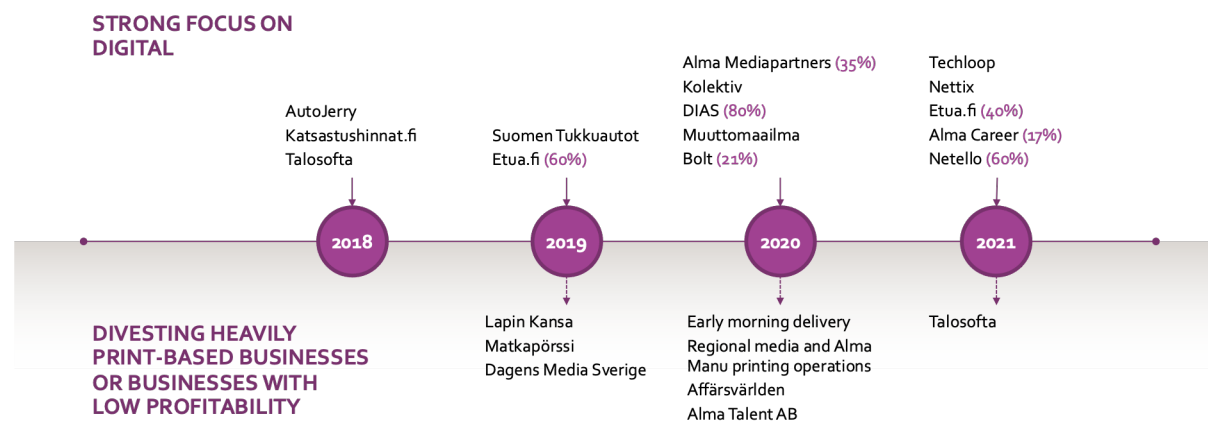 STRONG FOCUS ON
DIGITAL
AutoJerry
Katsastushinnat.fi
Talosofta
Suomen Tukkuautot
Etua.fi (60%)
Alma Mediapartners (35%)
Kolektiv
DIAS (80%)
Muuttomaailma
Bolt (21%)
Techloop
Nettix
Etua.fi (40%)
Alma Career (17%)
Netello (60%)
2018
2019
2020
2021
DIVESTING HEAVILY
PRINT-BASED BUSINESSES
OR BUSINESSES WITH
LOW PROFITABILITY
Lapin Kansa
Matkapörssi
Dagens Media Sverige
Early morning delivery
Regional media and Alma
Manu printing operations
Affärsvärlden
Alma Talent AB
Talosofta